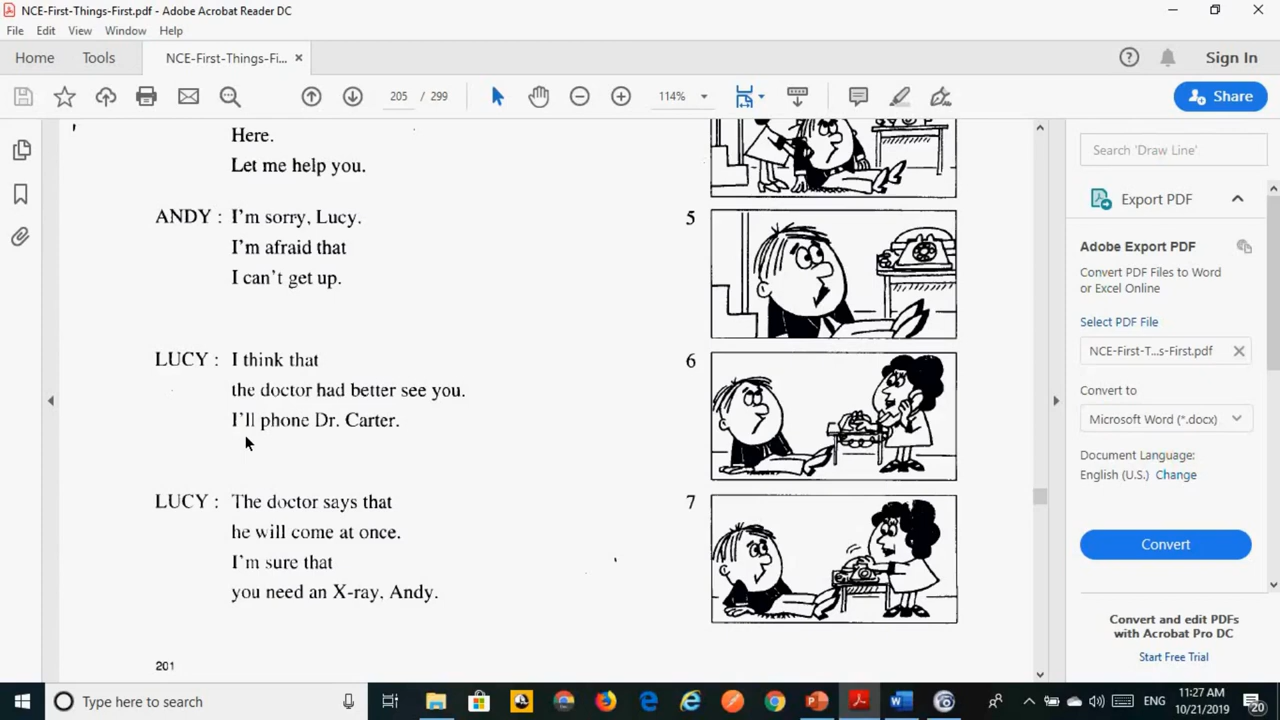 NCE-First-Things-First.pdf - Adobe Acrobat Reader DC
File Edit View Window Help
Home Tools NCE-First-Things-Fi... × Sign In
205 / 299 114% Share
Here.
Let me help you.
ANDY : I'm sorry, Lucy.
I'm afraid that
I can't get up.
5
LUCY : I think that
the doctor had better see you.
I'll phone Dr. Carter.
6
LUCY : The doctor says that
he will come at once.
I'm sure that
you need an X-ray, Andy.
7
201
Search 'Draw Line'
Export PDF
Adobe Export PDF
Convert PDF Files to Word
or Excel Online
Select PDF File
NCE-First-T...s-First.pdf
Convert to
Microsoft Word (*.docx)
Document Language:
English (U.S.) Change
Convert
Convert and edit PDFs
with Acrobat Pro DC
Start Free Trial
Type here to search
ENG
11:27 AM
10/21/2019
20